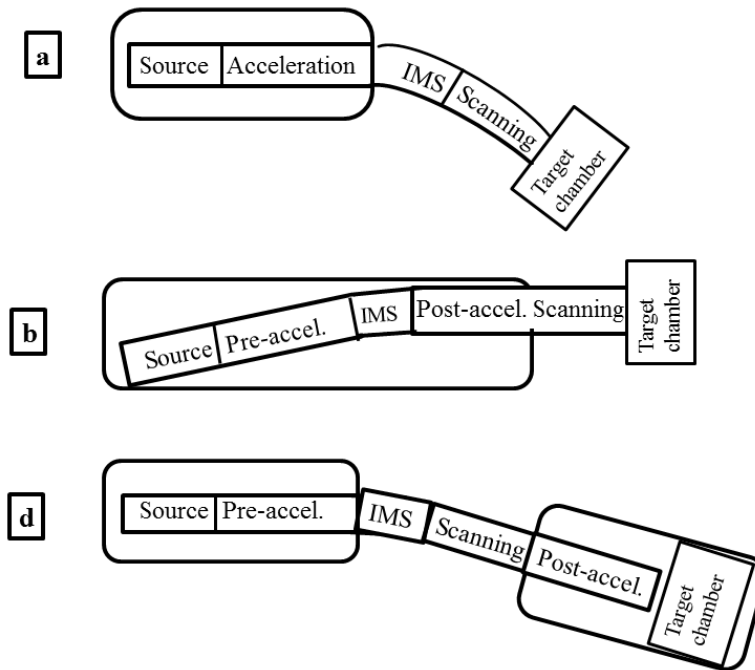 a
Source Acceleration IMS Scanning
Target
chamber
b
Source Pre-accel. IMS Post-accel. Scanning
Target
chamber
d
Source Pre-accel. IMS Scanning Post-accel.
Target
chamber